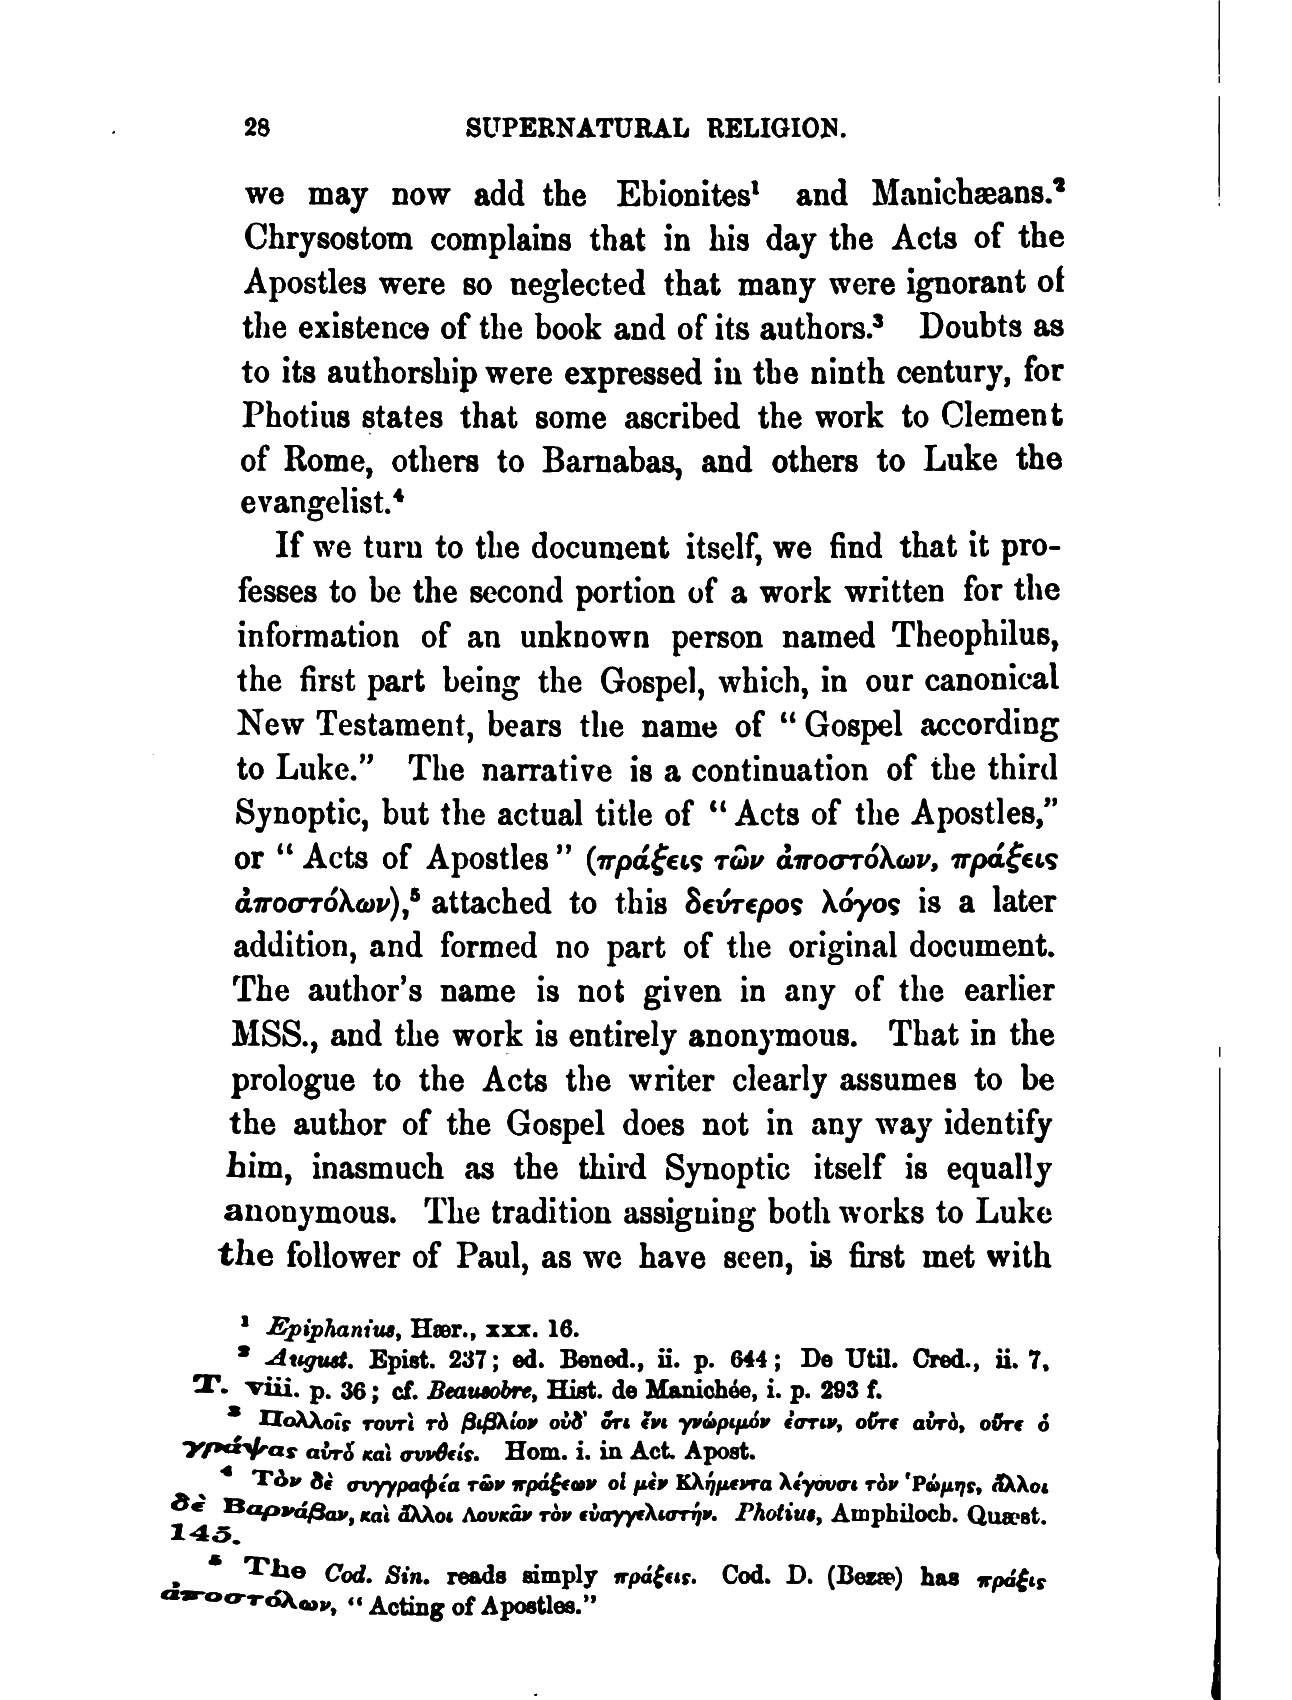 28 SUPERNATURAL RELIGION.
we may now add the Ebionites¹ and Manichæans.²
Chrysostom complains that in his day the Acts of the
Apostles were so neglected that many were ignorant of
the existence of the book and of its authors.³ Doubts as
to its authorship were expressed in the ninth century, for
Photius states that some ascribed the work to Clement
of Rome, others to Barnabas, and others to Luke the
evangelist.⁴
If we turn to the document itself, we find that it pro-
fesses to be the second portion of a work written for the
information of an unknown person named Theophilus,
the first part being the Gospel, which, in our canonical
New Testament, bears the name of “Gospel according
to Luke.” The narrative is a continuation of the third
Synoptic, but the actual title of “Acts of the Apostles,”
or “Acts of Apostles” (πράξεις τῶν ἀποστόλων, πράξεις
ἀποστόλων),⁵ attached to this δεύτερος λόγος is a later
addition, and formed no part of the original document.
The author’s name is not given in any of the earlier
MSS., and the work is entirely anonymous. That in the
prologue to the Acts the writer clearly assumes to be
the author of the Gospel does not in any way identify
him, inasmuch as the third Synoptic itself is equally
anonymous. The tradition assigning both works to Luke
the follower of Paul, as we have seen, is first met with
¹ Epiphanius, Hær., xxx. 16.
² August. Epist. 237; ed. Bened., ii. p. 644; De Util. Cred., ii. 7,
T. viii. p. 36; cf. Beausobre, Hist. de Manichée, i. p. 293 f.
³ Πολλοῖς τουτὶ τὸ βιβλίον οὐδ’ ὅτι ἔνι γνώριμόν ἐστιν, οὔτε αὐτὸ, οὔτε ὁ
γράψας αὐτὸ καὶ συνθείς. Hom. i. in Act. Apost.
⁴ Τὸν δὲ συγγραφέα τῶν πράξεων οἱ μὲν Κλήμεντα λέγουσι τὸν Ῥώμης, ἄλλοι
δὲ Βαρνάβαν, καὶ ἄλλοι Λουκᾶν τὸν εὐαγγελιστήν. Photius, Amphiloch. Quæst.
145.
⁵ The Cod. Sin. reads simply πράξεις. Cod. D. (Bezæ) has πράξις
ἀποστόλων, “Acting of Apostles.”